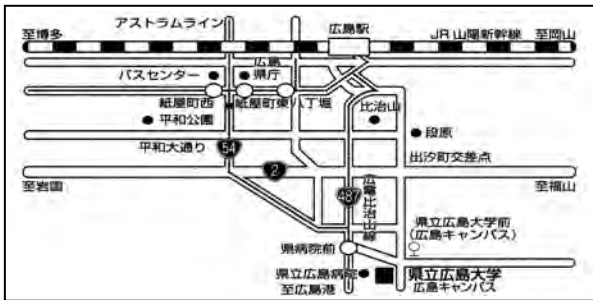 アストラムライン
広島駅
至博多
JR山陽新幹線
至岡山
バスセンター
広島
県庁
紙屋町西
紙屋町東
八丁堀
比治山
平和公園
段原
平和大通り
54
2
出汐町交差点
至岩国
487
広電比治山線
至福山
県立広島大学前
(広島キャンパス)
県病院前
県立広島病院
県立広島大学
至広島港
広島キャンパス